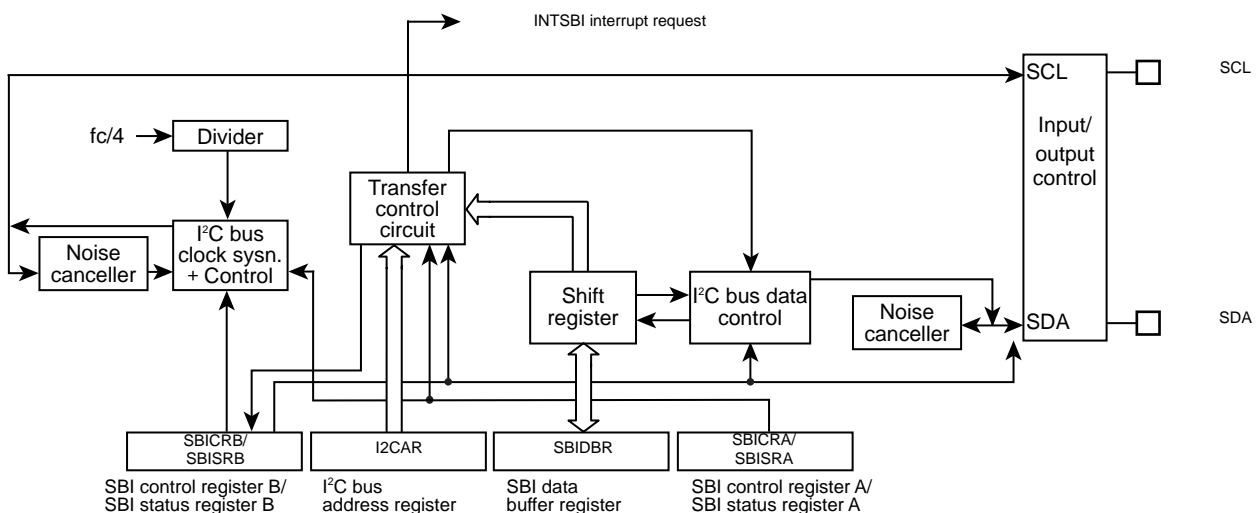 INTSBI interrupt request
SCL
SCL
fc/4
Divider
Input/
output
control
Transfer
control
circuit
I²C bus
clock sysn.
+ Control
Noise
canceller
Shift
register
I²C bus data
control
Noise
canceller
SDA
SDA
SBICRB/
SBISRB
I2CAR
SBIDBR
SBICRA/
SBISRA
SBI control register B/
SBI status register B
I²C bus
address register
SBI data
buffer register
SBI control register A/
SBI status register A